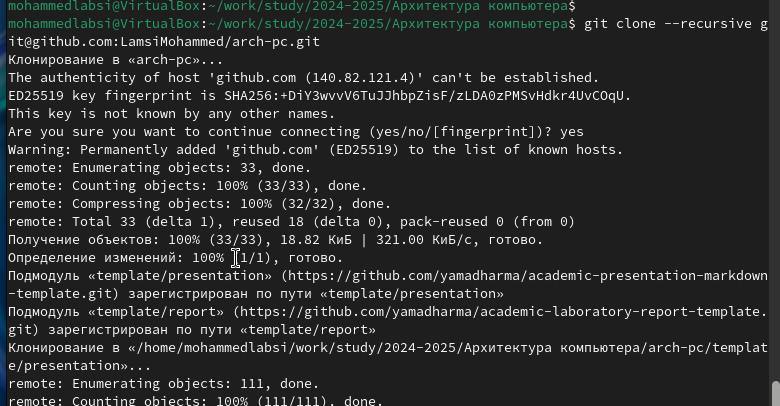 mohammedlabsi@VirtualBox:~/work/study/2024-2025/Архитектура компьютера$
mohammedlabsi@VirtualBox:~/work/study/2024-2025/Архитектура компьютера$ git clone --recursive g
it@github.com:LamsiMohammed/arch-pc.git
Клонирование в «arch-pc»...
The authenticity of host 'github.com (140.82.121.4)' can't be established.
ED25519 key fingerprint is SHA256:+DiY3wvvV6TuJJhbpZisF/zLDA0zPMSvHdkr4UvCOqU.
This key is not known by any other names.
Are you sure you want to continue connecting (yes/no/[fingerprint])? yes
Warning: Permanently added 'github.com' (ED25519) to the list of known hosts.
remote: Enumerating objects: 33, done.
remote: Counting objects: 100% (33/33), done.
remote: Compressing objects: 100% (32/32), done.
remote: Total 33 (delta 1), reused 18 (delta 0), pack-reused 0 (from 0)
Получение объектов: 100% (33/33), 18.82 КиБ | 321.00 КиБ/с, готово.
Определение изменений: 100% (1/1), готово.
Подмодуль «template/presentation» (https://github.com/yamadharma/academic-presentation-markdown
-template.git) зарегистрирован по пути «template/presentation»
Подмодуль «template/report» (https://github.com/yamadharma/academic-laboratory-report-template.
git) зарегистрирован по пути «template/report»
Клонирование в «/home/mohammedlabsi/work/study/2024-2025/Архитектура компьютера/arch-pc/templat
e/presentation»...
remote: Enumerating objects: 111, done.
remote: Counting objects: 100% (111/111), done.